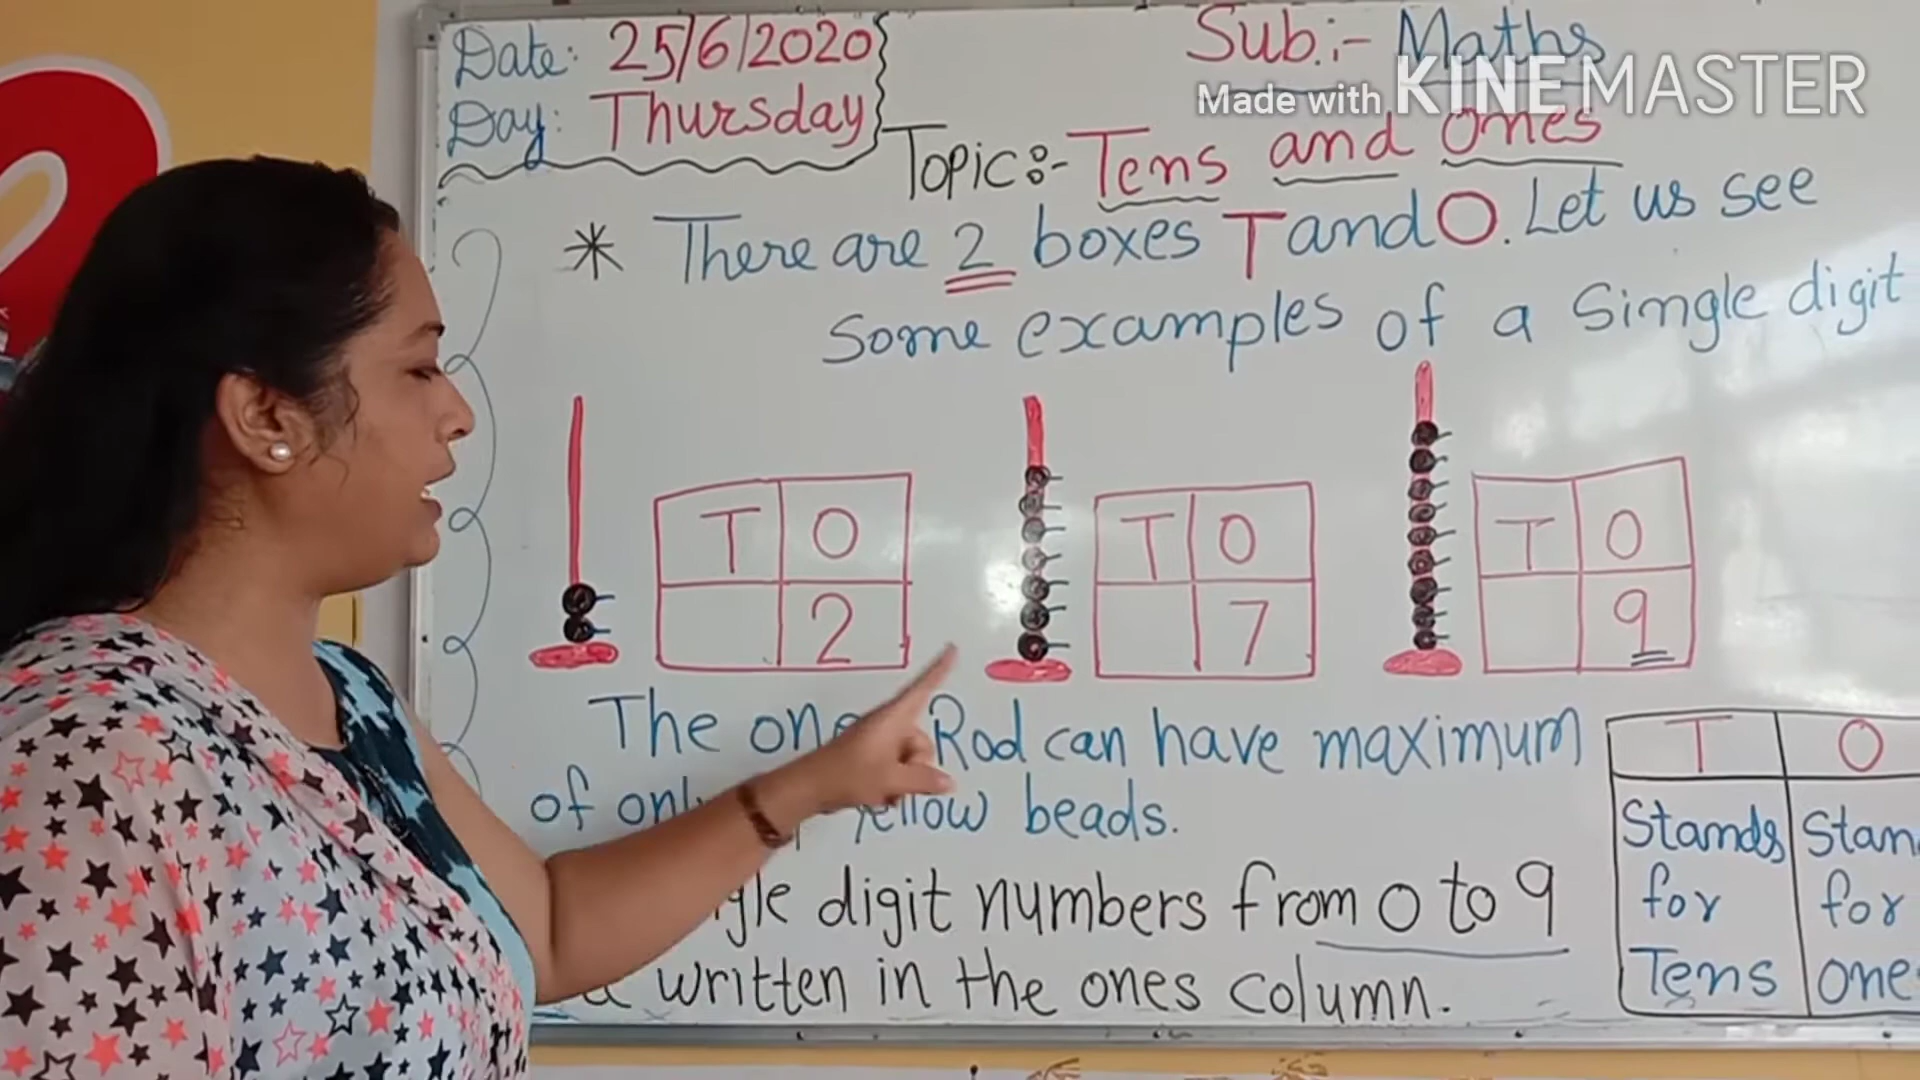 Date: 25/6/2020
Day: Thursday
Sub:- Maths
Made with KINEMASTER
Topic:- Tens and Ones
* There are 2 boxes T and O. Let us see
some examples of a single digit
T O
2
T O
7
T O
9
The one Rod can have maximum
of only yellow beads.
digit numbers from 0 to 9
written in the ones column.
T O
Stands for Tens
for one